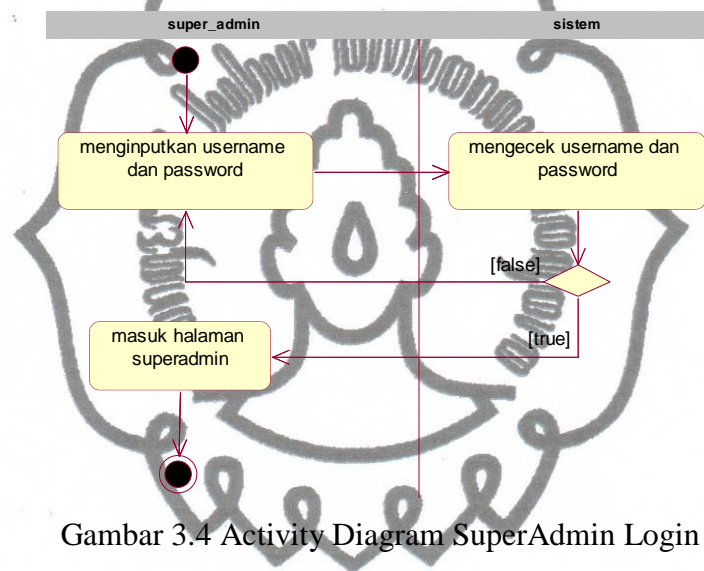 super_admin
sistem
menginputkan username
dan password
mengecek username dan
password
[false]
[true]
masuk halaman
superadmin
Gambar 3.4 Activity Diagram SuperAdmin Login